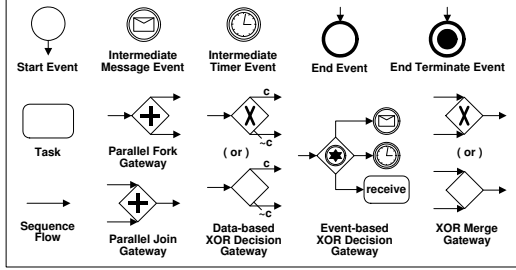 Start Event
Intermediate
Message Event
Intermediate
Timer Event
End Event
End Terminate Event
Task
Parallel Fork
Gateway
c
X
~c
( or )
receive
X
( or )
Sequence
Flow
Parallel Join
Gateway
c
~c
Data-based
XOR Decision
Gateway
Event-based
XOR Decision
Gateway
XOR Merge
Gateway